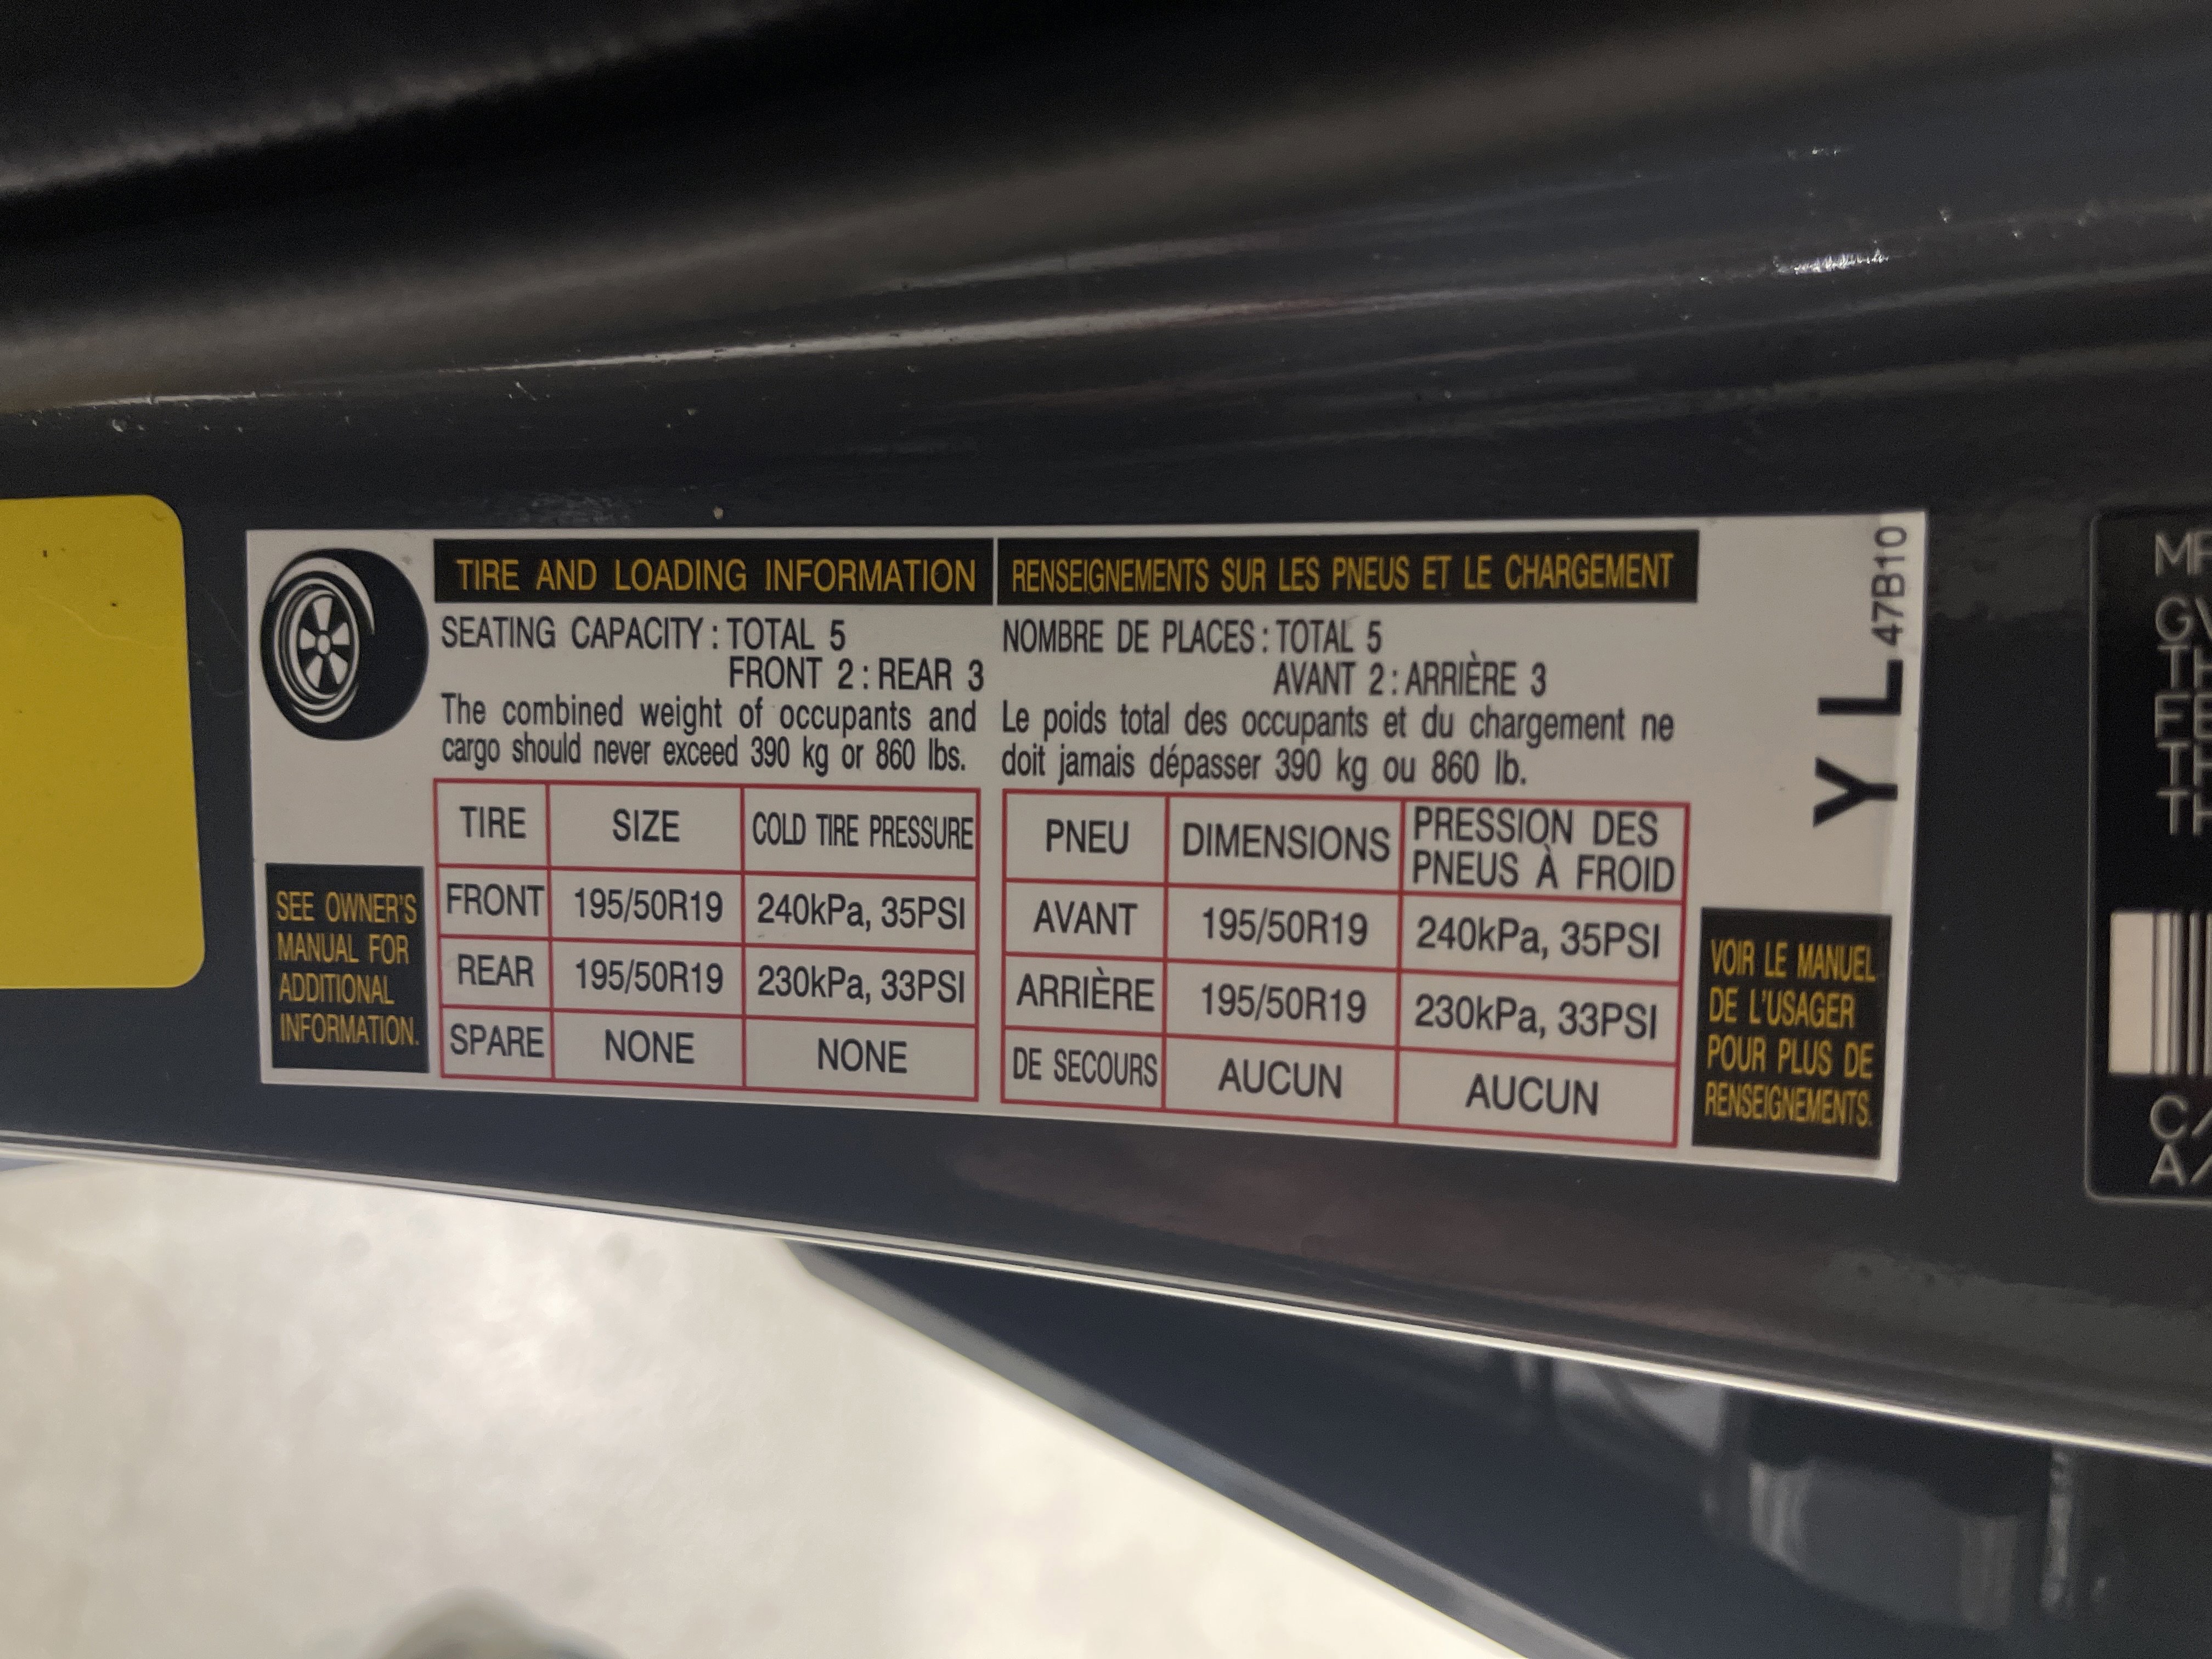 TIRE AND LOADING INFORMATION
SEATING CAPACITY : TOTAL 5
FRONT 2 : REAR 3
The combined weight of occupants and
cargo should never exceed 390 kg or 860 lbs.
TIRE SIZE COLD TIRE PRESSURE
FRONT 195/50R19 240kPa, 35PSI
REAR 195/50R19 230kPa, 33PSI
SPARE NONE NONE
SEE OWNER'S
MANUAL FOR
ADDITIONAL
INFORMATION.
RENSEIGNEMENTS SUR LES PNEUS ET LE CHARGEMENT
NOMBRE DE PLACES : TOTAL 5
AVANT 2 : ARRIÈRE 3
Le poids total des occupants et du chargement ne
doit jamais dépasser 390 kg ou 860 lb.
PNEU DIMENSIONS PRESSION DES
PNEUS À FROID
AVANT 195/50R19 240kPa, 35PSI
ARRIÈRE 195/50R19 230kPa, 33PSI
DE SECOURS AUCUN AUCUN
VOIR LE MANUEL
DE L'USAGER
POUR PLUS DE
RENSEIGNEMENTS.
Y L 47B10